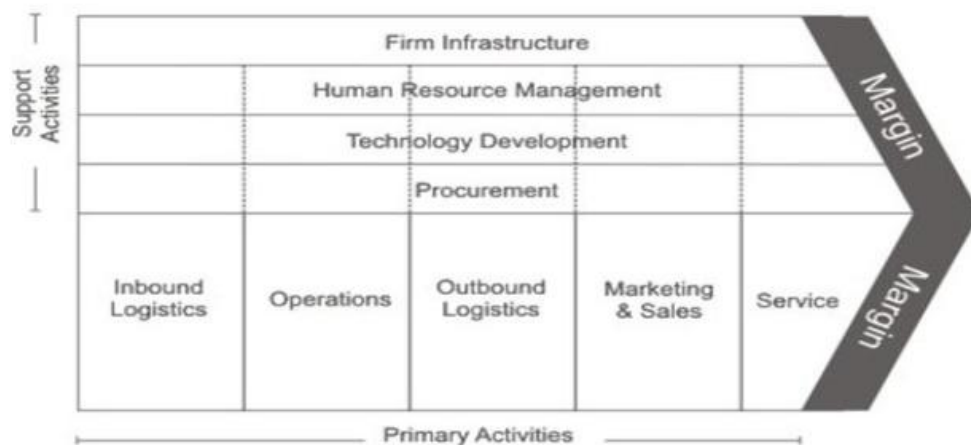 Support
Activities
Firm Infrastructure
Human Resource Management
Technology Development
Procurement
Inbound
Logistics
Operations
Outbound
Logistics
Marketing
& Sales
Service
Margin
Margin
Primary Activities